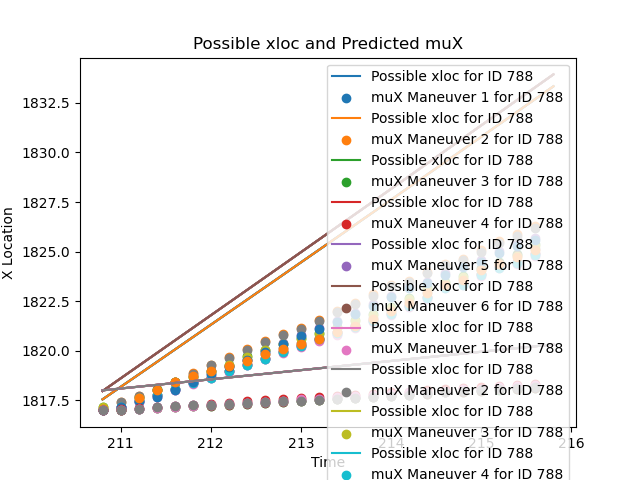 Possible xloc and Predicted muX
X Location
1832.5
1830.0
1827.5
1825.0
1822.5
1820.0
1817.5
Possible xloc for ID 788
muX Maneuver 1 for ID 788
Possible xloc for ID 788
muX Maneuver 2 for ID 788
Possible xloc for ID 788
muX Maneuver 3 for ID 788
Possible xloc for ID 788
muX Maneuver 4 for ID 788
Possible xloc for ID 788
muX Maneuver 5 for ID 788
Possible xloc for ID 788
muX Maneuver 6 for ID 788
Possible xloc for ID 788
muX Maneuver 1 for ID 788
Possible xloc for ID 788
muX Maneuver 2 for ID 788
Possible xloc for ID 788
muX Maneuver 3 for ID 788
Possible xloc for ID 788
muX Maneuver 4 for ID 788
211 212 213 214 215 216
Time